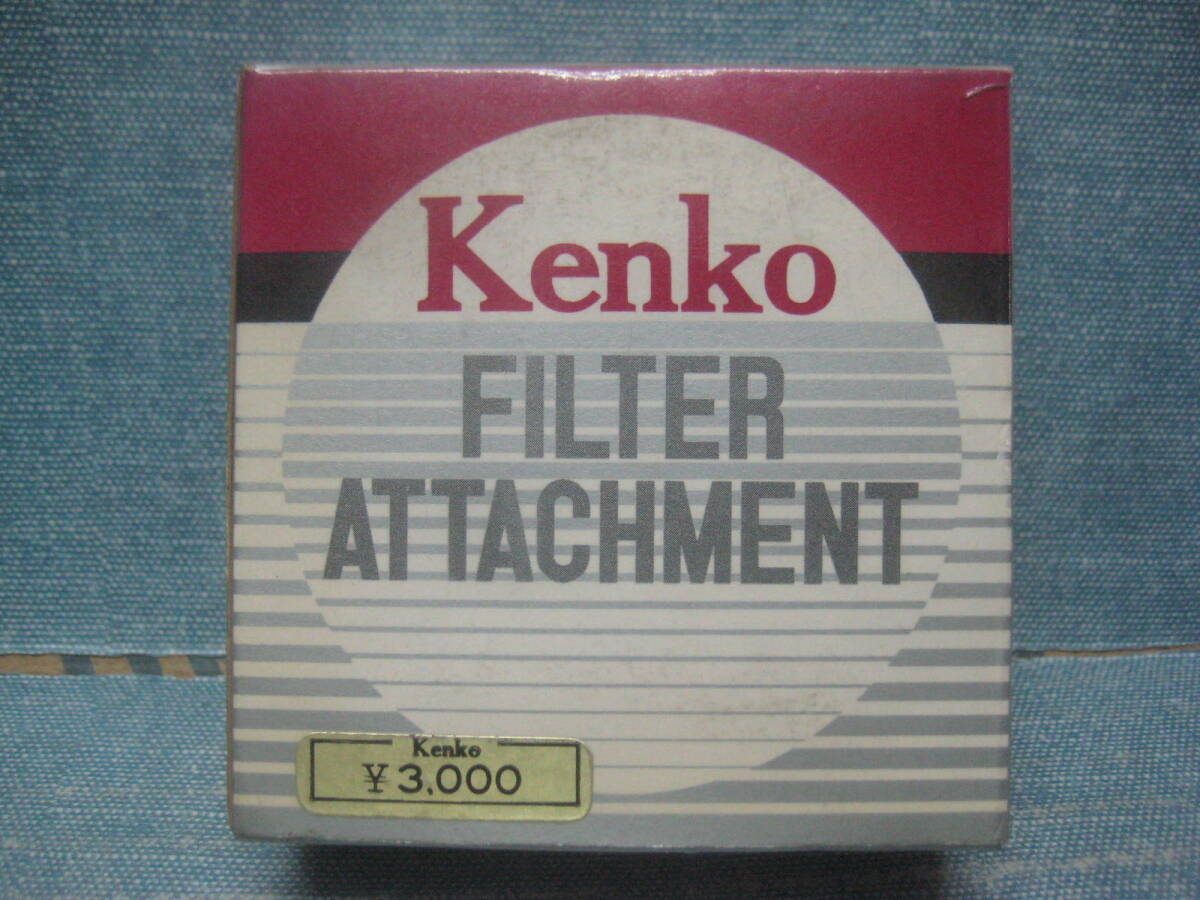 Kenko
FILTER
ATTACHMENT
Kenko
¥3,000